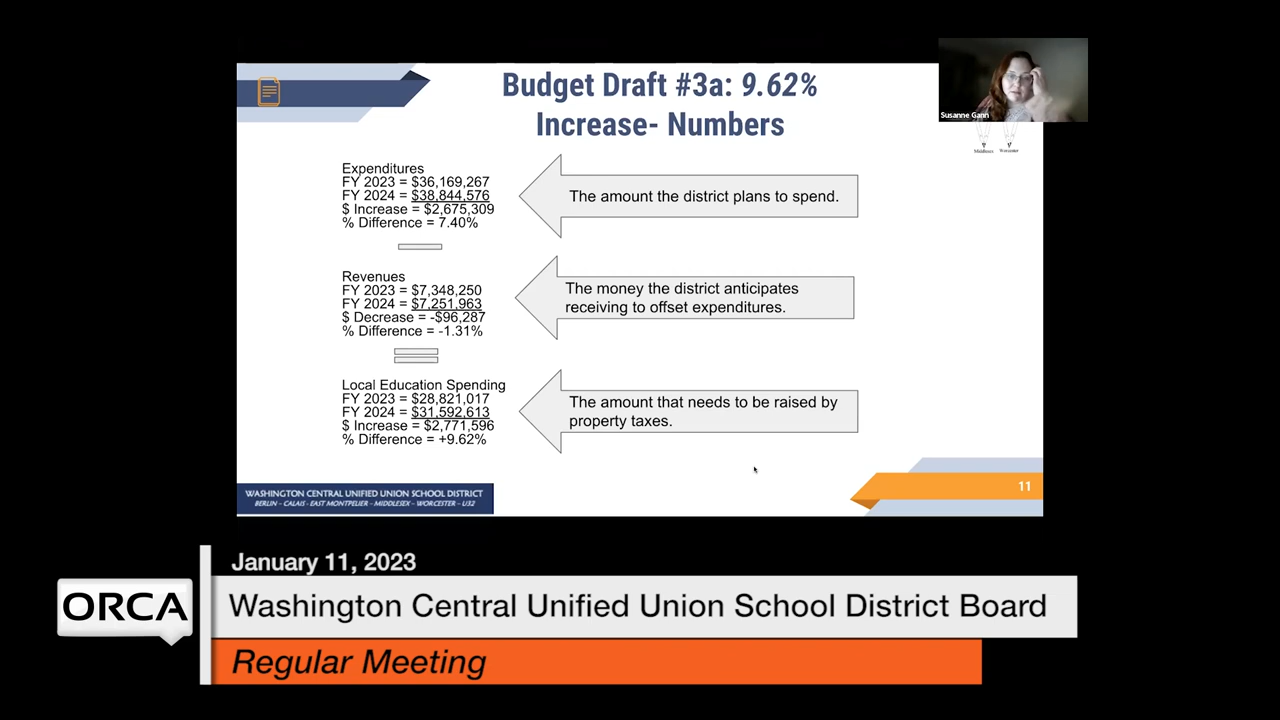 Budget Draft #3a: 9.62%
Increase- Numbers
Susanne Gann
Middlesex Worcester
Expenditures
FY 2023 = $36,169,267
FY 2024 = $38,844,576
$ Increase = $2,675,309
% Difference = 7.40%
The amount the district plans to spend.
Revenues
FY 2023 = $7,348,250
FY 2024 = $7,251,963
$ Decrease = -$96,287
% Difference = -1.31%
The money the district anticipates
receiving to offset expenditures.
Local Education Spending
FY 2023 = $28,821,017
FY 2024 = $31,592,613
$ Increase = $2,771,596
% Difference = +9.62%
The amount that needs to be raised by
property taxes.
WASHINGTON CENTRAL UNIFIED UNION SCHOOL DISTRICT
BERLIN – CALAIS – EAST MONTPELIER – MIDDLESEX – WORCESTER – U32
11
January 11, 2023
ORCA
Washington Central Unified Union School District Board
Regular Meeting